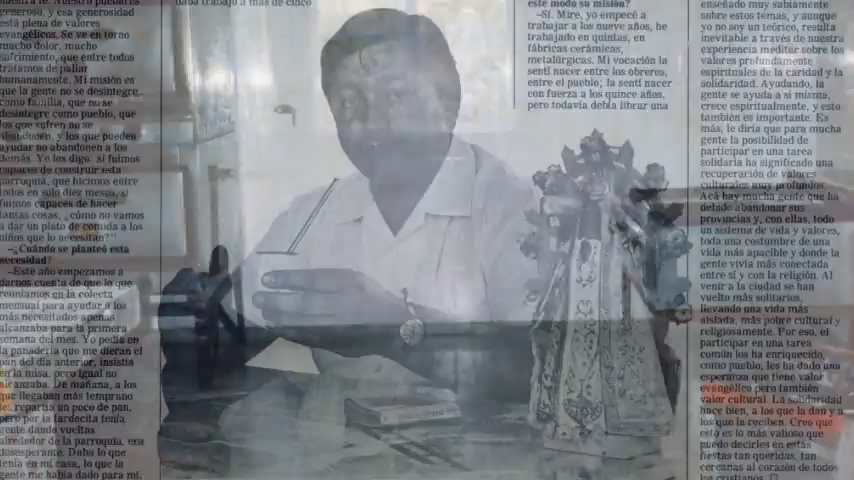 generoso, y esa generosidad
está plena de valores
evangélicos. Se ve en torno
mucho dolor, mucho
sufrimiento, que entre todos
tratamos de paliar
humanamente. Mi misión es
que la gente no se desintegre
como familia, que no se
desintegre como pueblo, que
los que sufren no se
abandonen, y los que pueden
ayudar no abandonen a los
demás. Yo les digo: si fuimos
capaces de construir esta
parroquia, que hicimos entre
todos en sólo diez meses, si
fuimos capaces de hacer
tantas cosas, ¿cómo no vamos
a dar un plato de comida a los
niños que lo necesitan?"
–¿Cuándo se planteó esta
necesidad?
–Este año empezamos a
darnos cuenta de que lo que
reuníamos en la colecta
mensual para ayudar a los
más necesitados apenas
alcanzaba para la primera
semana del mes. Yo pedía en
la panadería que me dieran el
pan del día anterior, insistía
en la misa, pero igual no
alcanzaba. De mañana, a los
que llegaban más temprano
les repartía un poco de pan,
pero por la tardecita tenía
gente dando vueltas
alrededor de la parroquia, era
desesperante. Daba lo que
tenía en mi casa, lo que la
gente me había dado para mí,
daba trabajo a más de cinco
este modo su misión?
–Sí. Mire, yo empecé a
trabajar a los nueve años, he
trabajado en quintas, en
fábricas cerámicas,
metalúrgicas. Mi vocación la
sentí nacer entre los obreros,
entre el pueblo; la sentí nacer
con fuerza a los quince años,
pero todavía debía librar una
enseñado muy sabiamente
sobre estos temas, y aunque
yo no soy un teórico, resulta
inevitable a través de nuestra
experiencia meditar sobre los
valores profundamente
espirituales de la caridad y la
solidaridad. Ayudando, la
gente se ayuda a sí misma,
crece espiritualmente, y esto
también es importante. Es
más, le diría que para mucha
gente la posibilidad de
participar en una tarea
solidaria ha significado una
recuperación de valores
culturales muy profundos.
Acá hay mucha gente que ha
debido abandonar sus
provincias y, con ellas, todo
un sistema de vida y valores,
toda una costumbre de una
vida más apacible y donde la
gente vivía más conectada
entre sí y con la religión. Al
venir a la ciudad se han
vuelto más solitarios,
llevando una vida más
aislada, más pobre cultural y
religiosamente. Por eso, el
participar en una tarea
común los ha enriquecido,
como pueblo, les ha dado una
esperanza que tiene valor
evangélico pero también
valor cultural. La solidaridad
hace bien, a los que la dan y a
los que la reciben. Creo que
esto es lo más valioso que
puedo decirles en estas
fiestas tan queridas, tan
cercanas al corazón de todos
los cristianos.